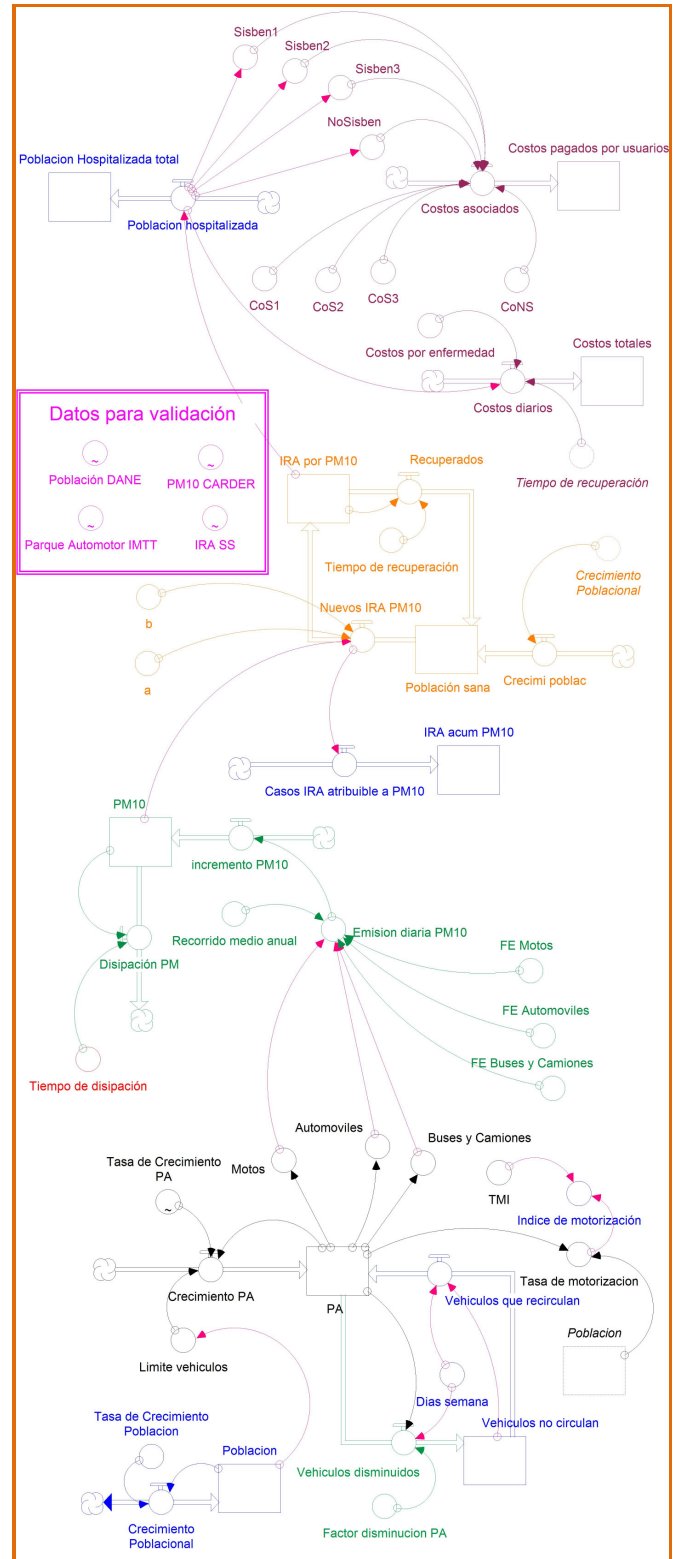 Sisben1
Sisben2
Sisben3
NoSisben
Poblacion Hospitalizada total
Costos pagados por usuarios
Poblacion hospitalizada
Costos asociados
CoS1
CoS2
CoS3
CoNS
Costos por enfermedad
Costos totales
Costos diarios
Tiempo de recuperación
Datos para validación
~
~
Población DANE
PM10 CARDER
~
~
Parque Automotor IMTT
IRA SS
IRA por PM10
Recuperados
Tiempo de recuperación
Crecimiento
Poblacional
b
Nuevos IRA PM10
a
Población sana
Crecimi poblac
IRA acum PM10
Casos IRA atribuible a PM10
PM10
incremento PM10
Recorrido medio anual
Emision diaria PM10
Disipación PM
FE Motos
FE Automoviles
FE Buses y Camiones
Tiempo de disipación
Automoviles
Buses y Camiones
Tasa de Crecimiento
PA
Motos
~
TMI
Indice de motorización
Crecimiento PA
PA
Vehiculos que recirculan
Tasa de motorizacion
Poblacion
Limite vehiculos
Dias semana
Tasa de Crecimiento
Poblacion
Poblacion
Vehiculos no circulan
Vehiculos disminuidos
Crecimiento
Poblacional
Factor disminucion PA